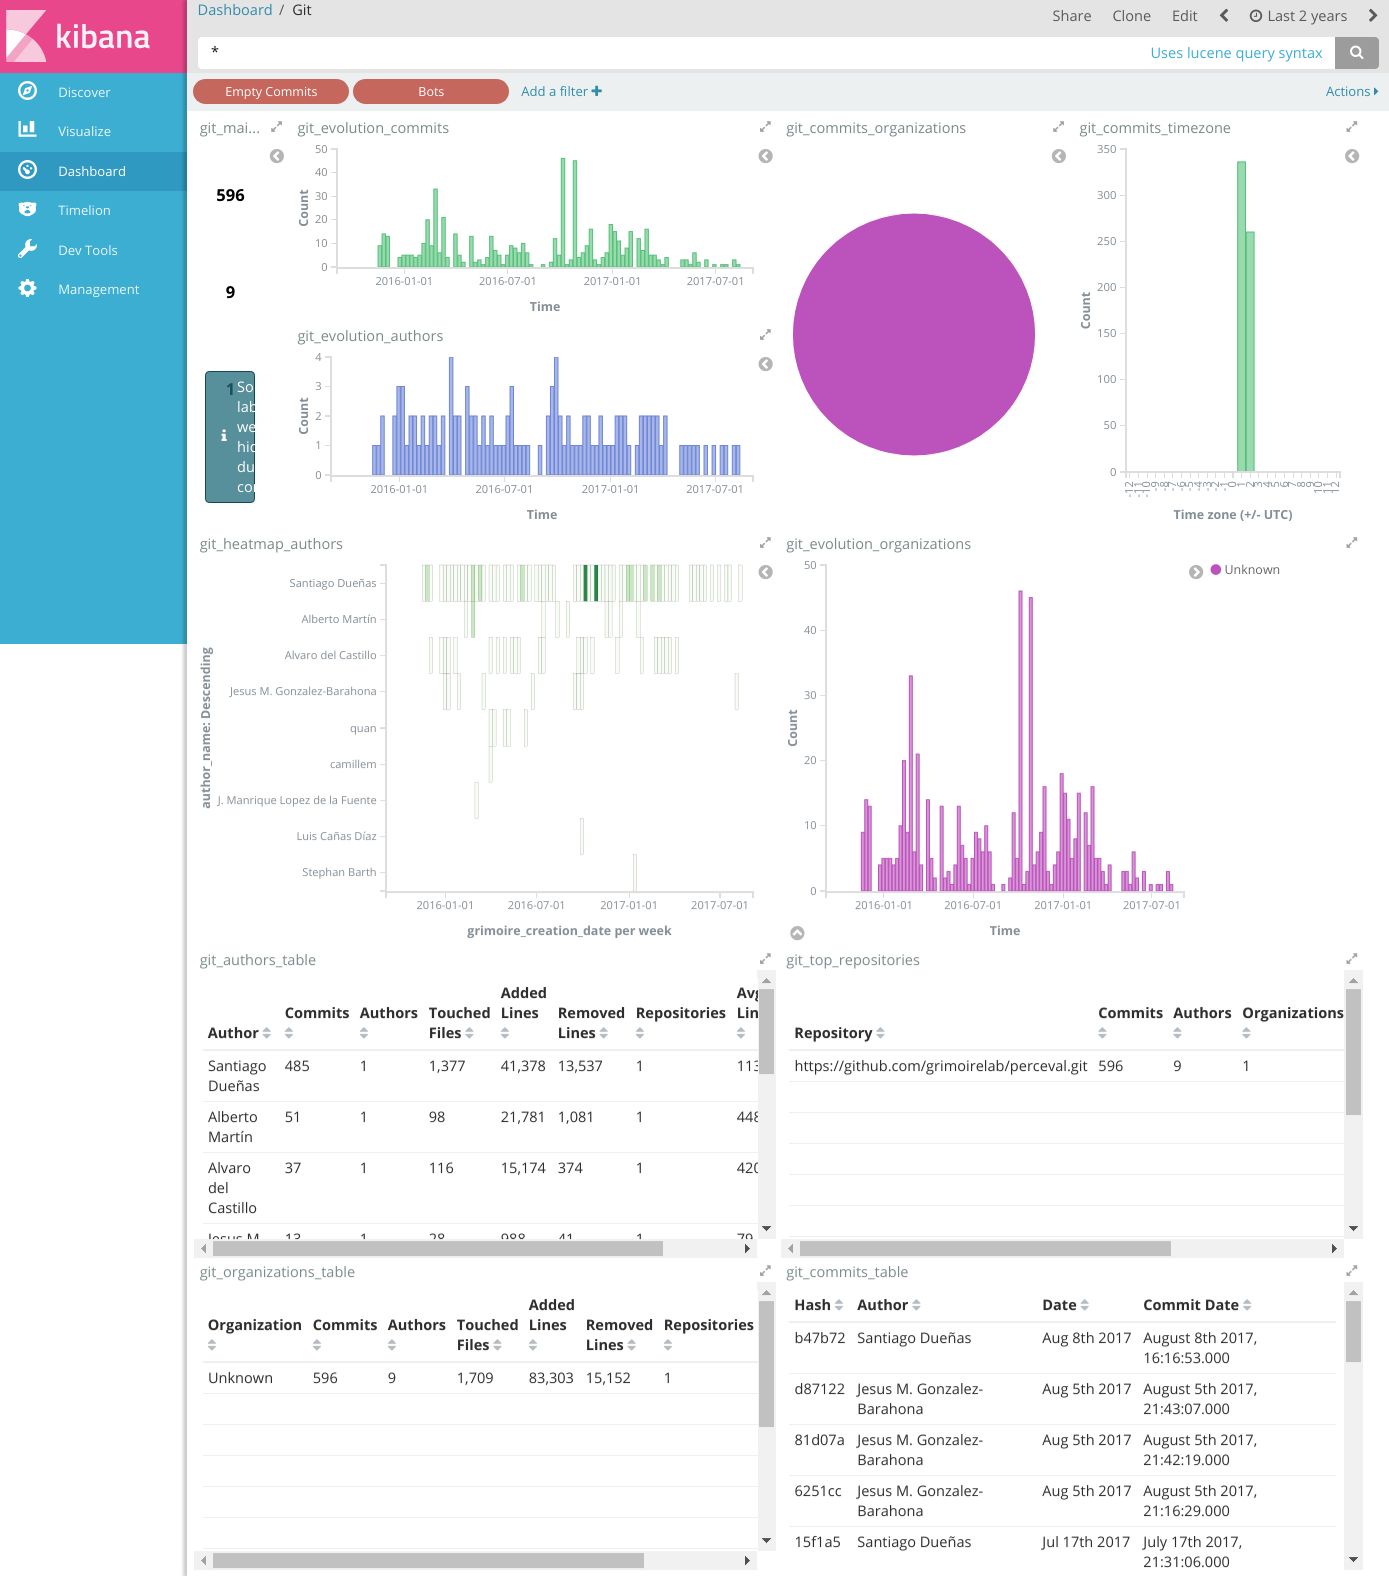 kibana
Discover
Visualize
Dashboard
Timelion
Dev Tools
Management
Dashboard / Git
Share Clone Edit Last 2 years
*
Uses lucene query syntax
Empty Commits Bots Add a filter Actions
git_mai...
596
9
1
So
git_evolution_commits
50
40
30
20
10
0
Count
2016-01-01 2016-07-01 2017-01-01 2017-07-01
Time
git_evolution_authors
4
3
2
1
0
Count
2016-01-01 2016-07-01 2017-01-01 2017-07-01
Time
git_commits_organizations
git_commits_timezone
350
300
250
200
150
100
50
0
Count
-12 -11 -10 -9 -8 -7 -6 -5 -4 -3 -2 -1 0 1 2 3 4 5 6 7 8 9 10 11 12
Time zone (+/- UTC)
git_heatmap_authors
author_name: Descending
Santiago Dueñas
Alberto Martín
Alvaro del Castillo
Jesus M. Gonzalez-Barahona
quan
camillem
J. Manrique Lopez de la Fuente
Luis Cañas Díaz
Stephan Barth
2016-01-01 2016-07-01 2017-01-01 2017-07-01
grimoire_creation_date per week
git_evolution_organizations
50
40
30
20
10
0
Count
Unknown
2016-01-01 2016-07-01 2017-01-01 2017-07-01
Time
git_authors_table
Author Commits Authors Touched Files Added Lines Removed Lines Repositories
Santiago Dueñas 485 1 1,377 41,378 13,537 1 113
Alberto Martín 51 1 98 21,781 1,081 1 448
Alvaro del Castillo 37 1 116 15,174 374 1 420
Jesus M. 13 1 28 988 41 1 79
git_top_repositories
Repository Commits Authors Organizations
https://github.com/grimoirelab/perceval.git 596 9 1
git_organizations_table
Organization Commits Authors Touched Files Added Lines Removed Lines Repositories
Unknown 596 9 1,709 83,303 15,152 1
git_commits_table
Hash Author Date Commit Date
b47b72 Santiago Dueñas Aug 8th 2017 August 8th 2017, 16:16:53.000
d87122 Jesus M. Gonzalez-Barahona Aug 5th 2017 August 5th 2017, 21:43:07.000
81d07a Jesus M. Gonzalez-Barahona Aug 5th 2017 August 5th 2017, 21:42:19.000
6251cc Jesus M. Gonzalez-Barahona Aug 5th 2017 August 5th 2017, 21:16:29.000
15f1a5 Santiago Dueñas Jul 17th 2017 July 17th 2017, 21:31:06.000